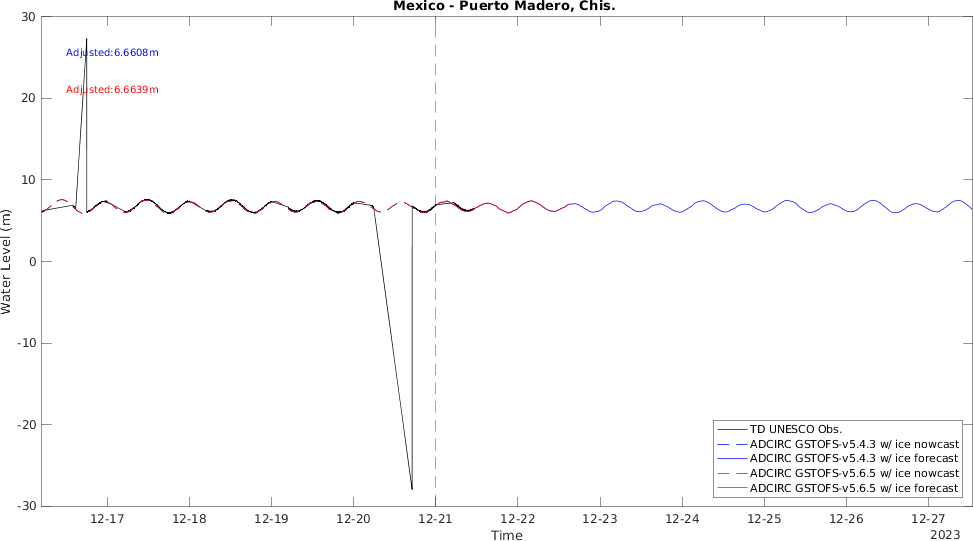 Mexico - Puerto Madero, Chis.
30
20
10
0
-10
-20
-30
Water Level (m)
Adjusted:6.6608m
Adjusted:6.6639m
TD UNESCO Obs.
ADCIRC GSTOFS-v5.4.3 w/ ice nowcast
ADCIRC GSTOFS-v5.4.3 w/ ice forecast
ADCIRC GSTOFS-v5.6.5 w/ ice nowcast
ADCIRC GSTOFS-v5.6.5 w/ ice forecast
12-17 12-18 12-19 12-20 12-21 12-22 12-23 12-24 12-25 12-26 12-27
Time
2023